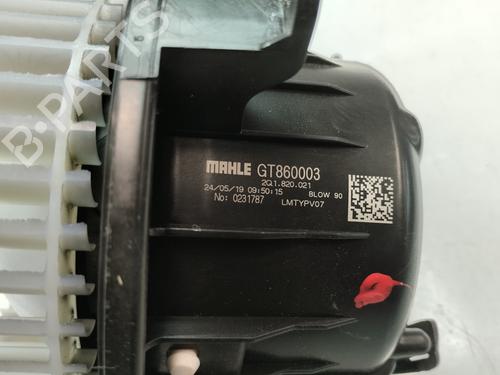 B-PARTS
MAHLE GT860003
2Q1.820.021
24/05/19 09:50:15 BLOW 90
No: 0231787 LMTYPV07